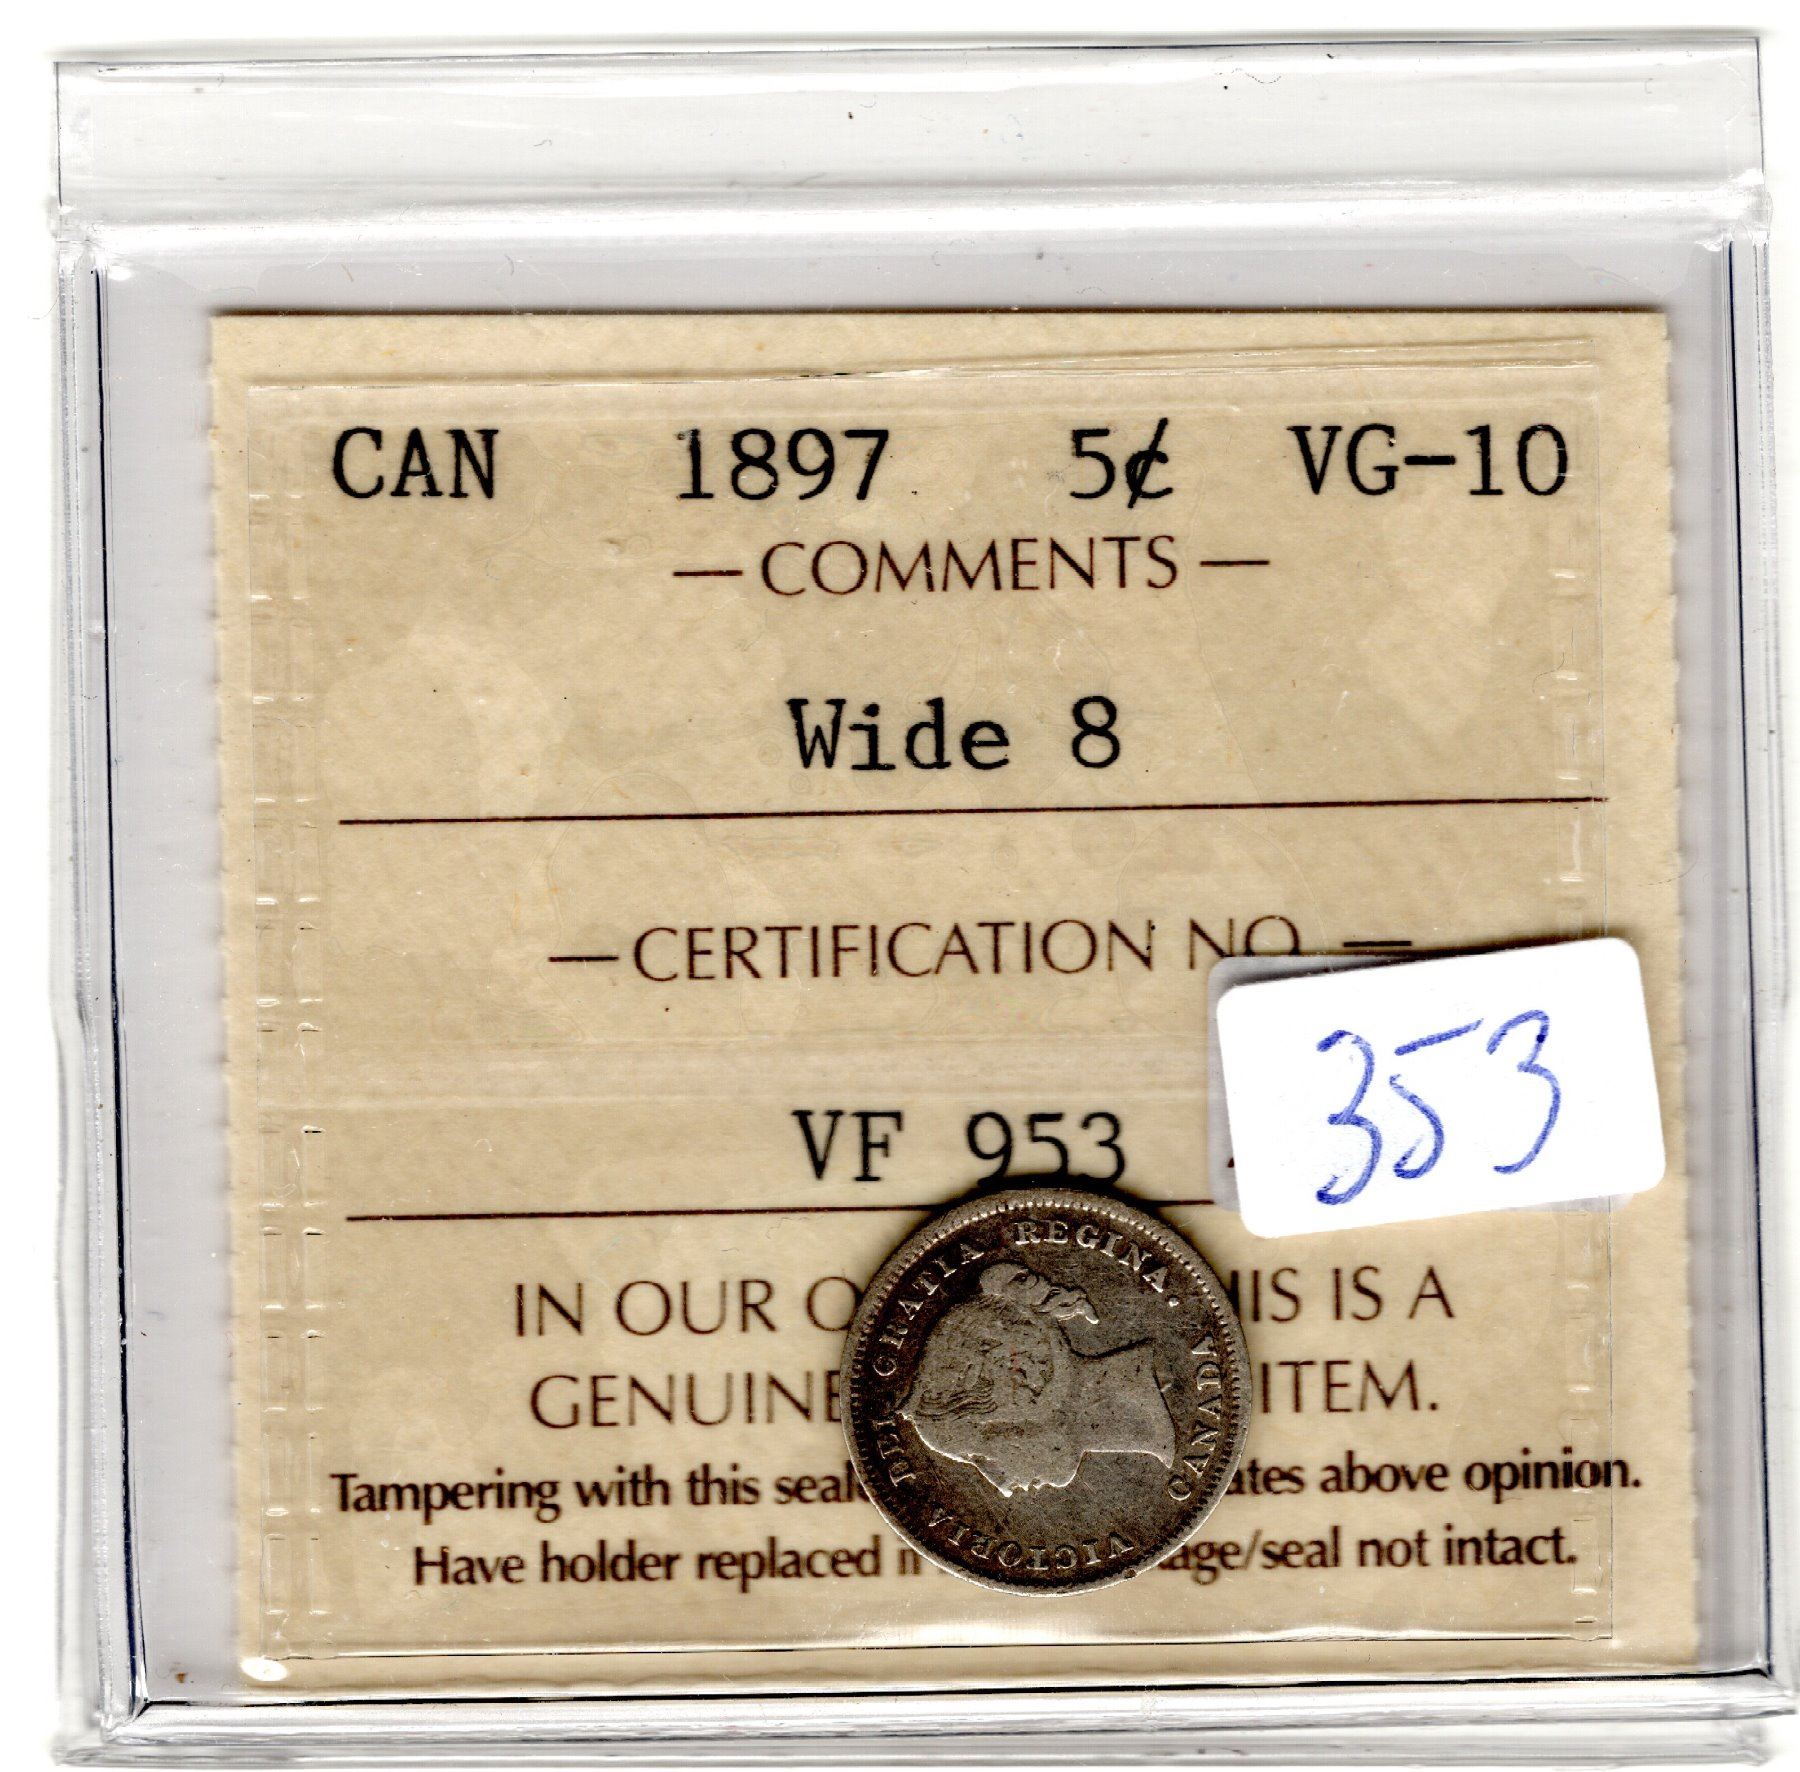 CAN 1897 5¢ VG-10
— COMMENTS —
Wide 8
— CERTIFICATION NO —
353
VF 953
IN OUR O HIS IS A
GENUINE ITEM.
Tampering with this seal ates above opinion.
Have holder replaced age/seal not intact.
VICTORIA DEI GRATIA REGINA.
CANADA